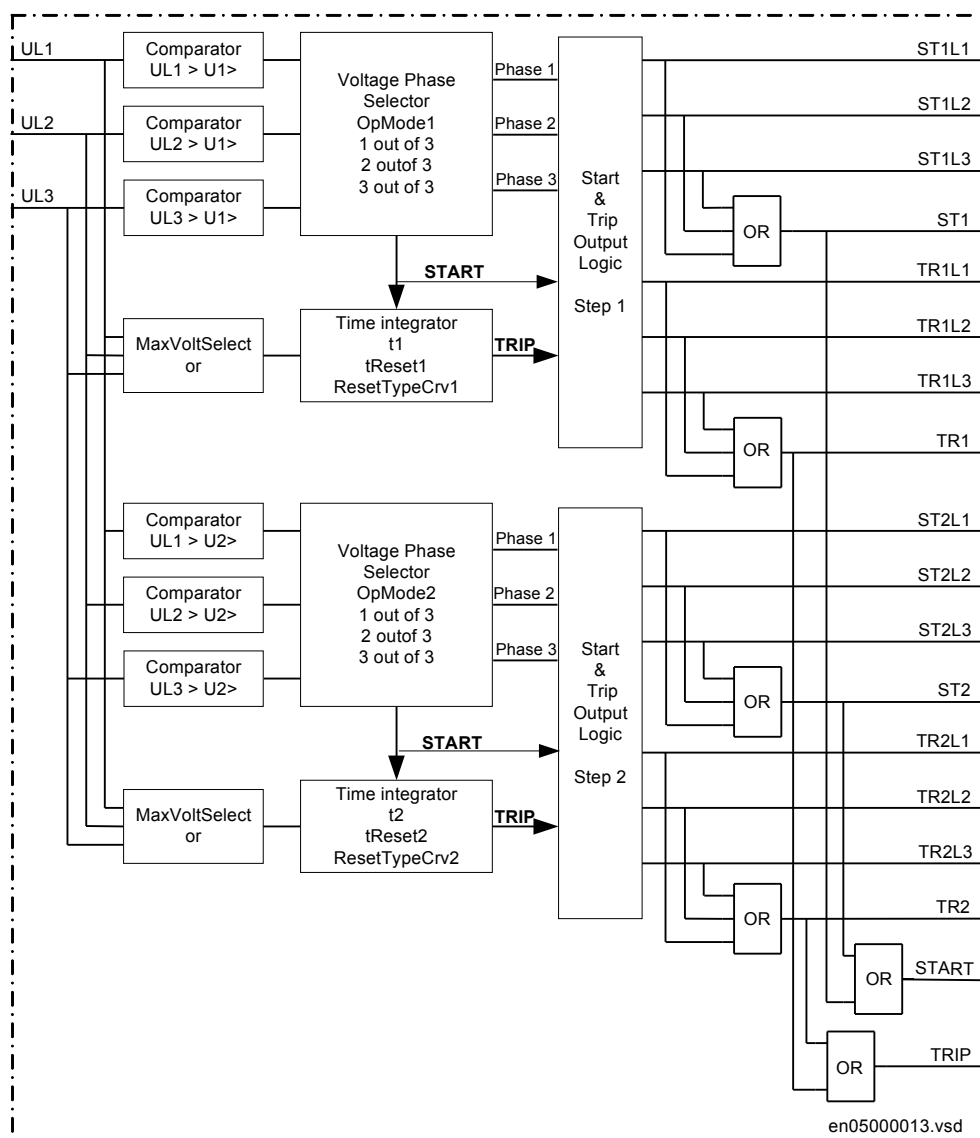 UL1
UL2
UL3
Comparator
UL1 > U1>
Comparator
UL2 > U1>
Comparator
UL3 > U1>
Voltage Phase
Selector
OpMode1
1 out of 3
2 outof 3
3 out of 3
Phase 1
Phase 2
Phase 3
START
MaxVoltSelect
or
Time integrator
t1
tReset1
ResetTypeCrv1
TRIP
Start
&
Trip
Output
Logic
Step 1
OR
OR
ST1L1
ST1L2
ST1L3
ST1
TR1L1
TR1L2
TR1L3
TR1
Comparator
UL1 > U2>
Comparator
UL2 > U2>
Comparator
UL3 > U2>
Voltage Phase
Selector
OpMode2
1 out of 3
2 outof 3
3 out of 3
Phase 1
Phase 2
Phase 3
START
MaxVoltSelect
or
Time integrator
t2
tReset2
ResetTypeCrv2
TRIP
Start
&
Trip
Output
Logic
Step 2
OR
OR
ST2L1
ST2L2
ST2L3
ST2
TR2L1
TR2L2
TR2L3
TR2
OR
START
OR
TRIP
en05000013.vsd